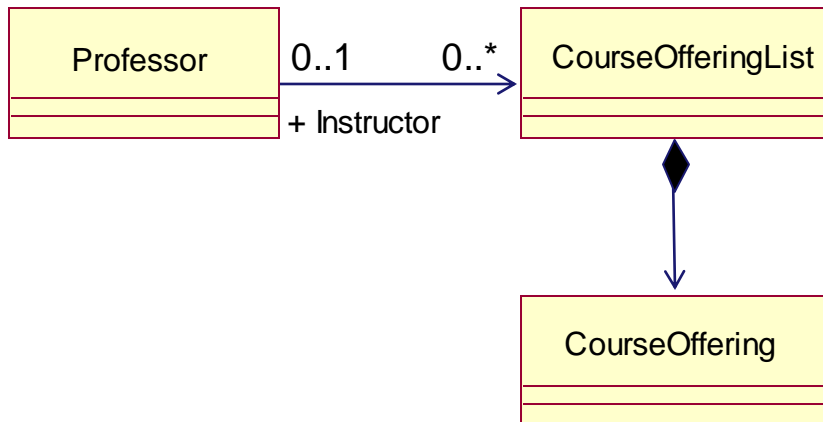 Professor
0..1
0..*
CourseOfferingList
+ Instructor
CourseOffering